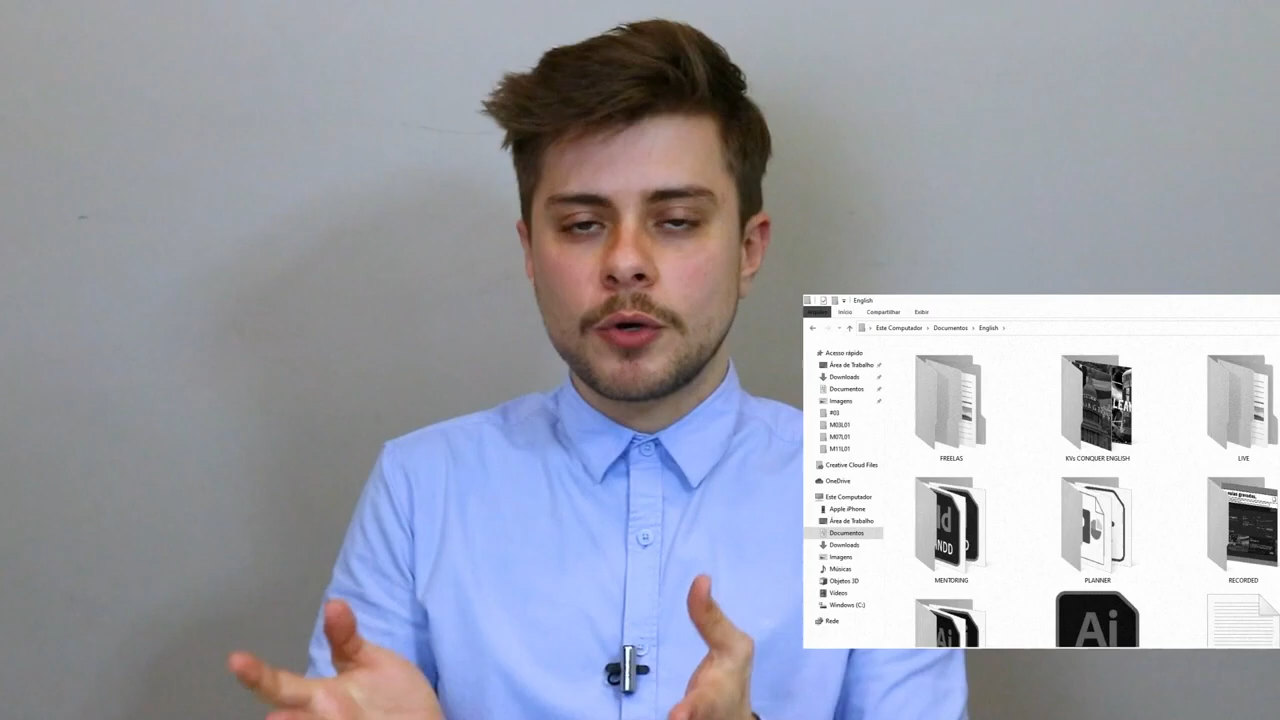 English
Arquivo Início Compartilhar Exibir
Este Computador > Documentos > English >
Acesso rápido
Área de Trabalho
Downloads
Documentos
Imagens
#03
M03L01
M07L01
M11L01
Creative Cloud Files
OneDrive
Este Computador
Apple iPhone
Área de Trabalho
Documentos
Downloads
Imagens
Músicas
Objetos 3D
Vídeos
Windows (C:)
Rede
FREELAS
KVs CONQUER ENGLISH
LIVE
MENTORING
PLANNER
RECORDED
Ai
Ai